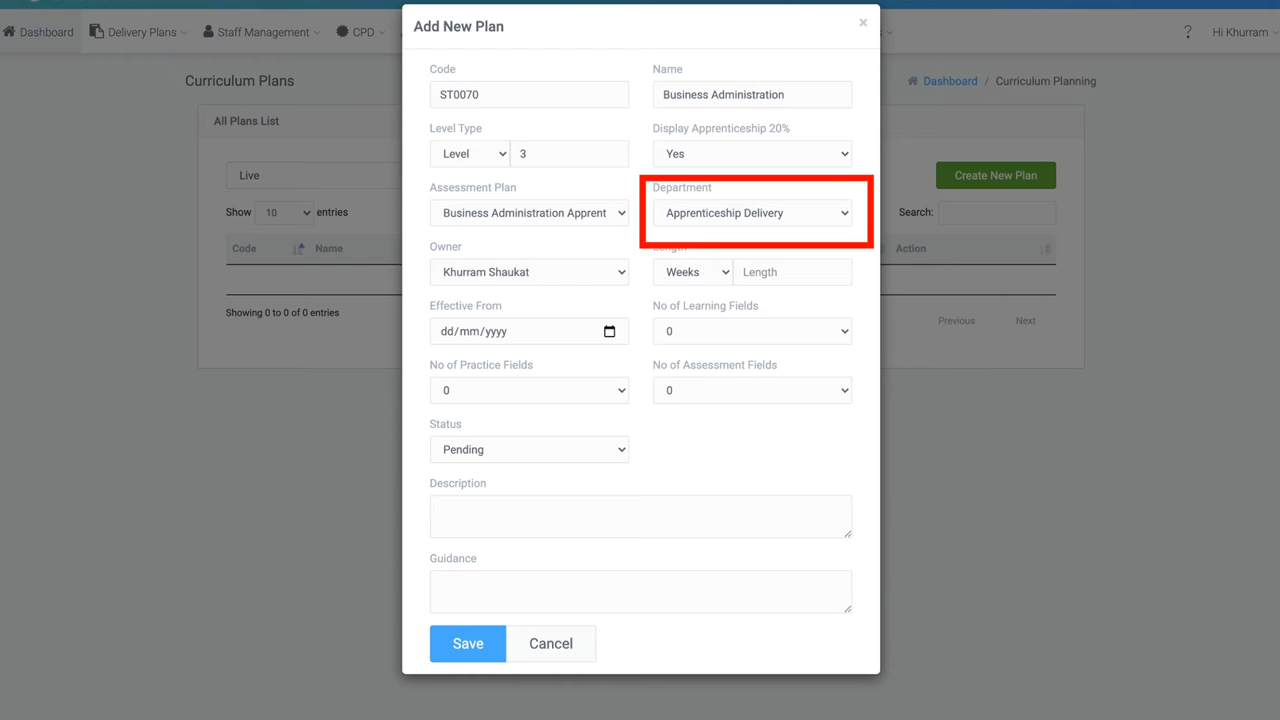 Add New Plan
×
Dashboard
Delivery Plans
Staff Management
CPD
?
Hi Khurram
Curriculum Plans
Dashboard / Curriculum Planning
All Plans List
Live
Create New Plan
Show 10 entries
Search:
Code
Name
Action
Showing 0 to 0 of 0 entries
Previous
Next
Code
Name
ST0070
Business Administration
Level Type
Display Apprenticeship 20%
Level
3
Yes
Assessment Plan
Department
Business Administration Apprent
Apprenticeship Delivery
Owner
Length
Khurram Shaukat
Weeks
Length
Effective From
No of Learning Fields
dd/mm/yyyy
0
No of Practice Fields
No of Assessment Fields
0
0
Status
Pending
Description
Guidance
Save
Cancel